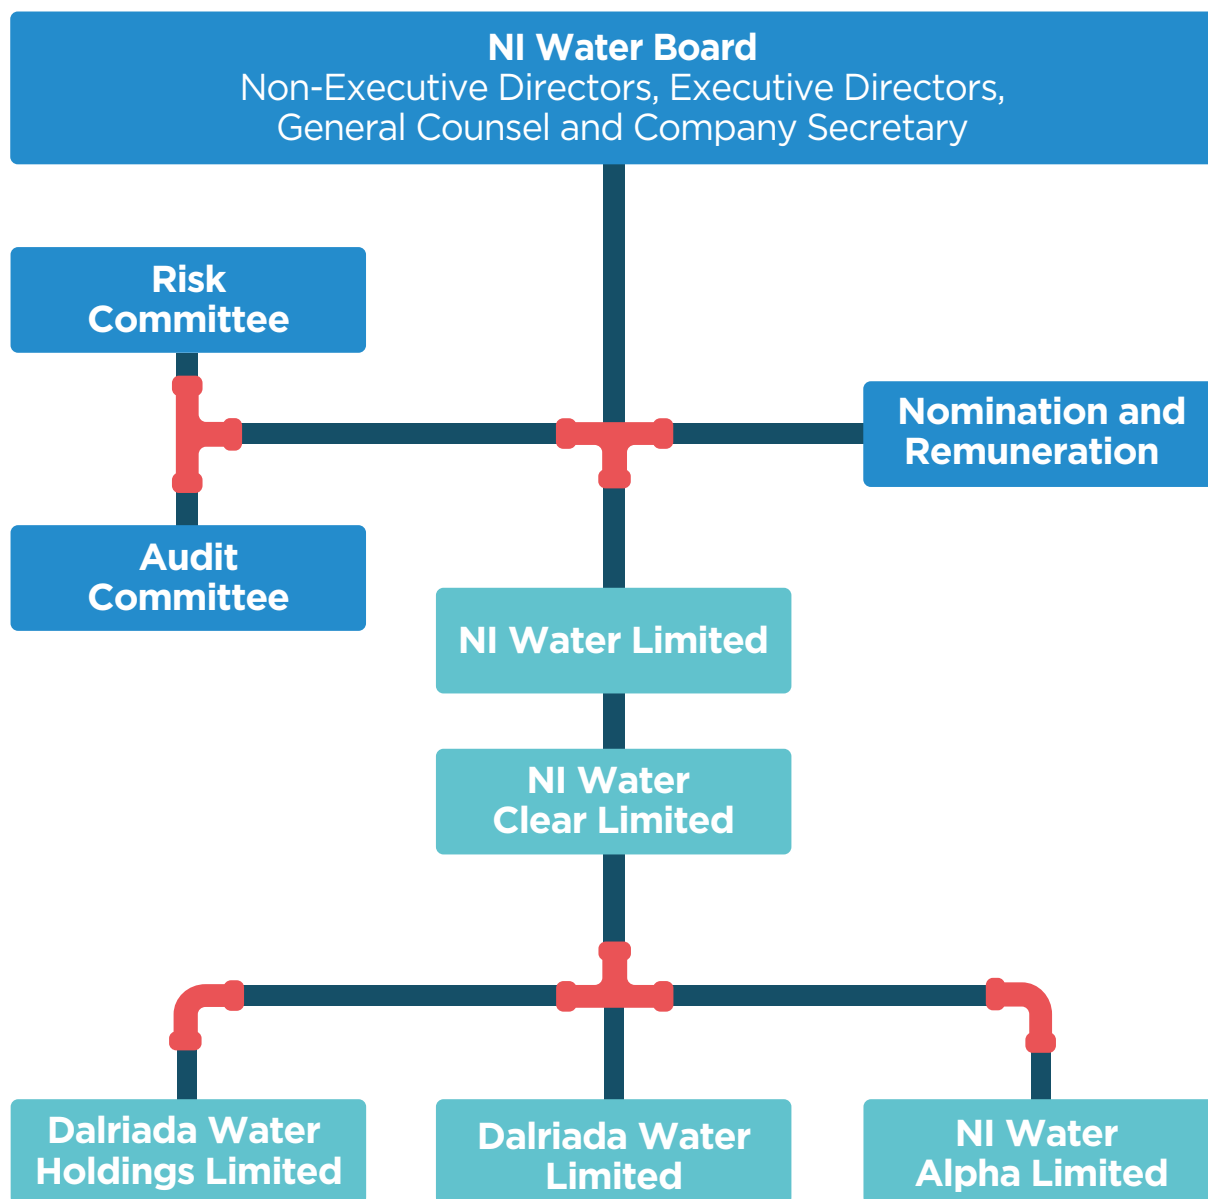 NI Water Board
Non-Executive Directors, Executive Directors,
General Counsel and Company Secretary
Risk
Committee
Nomination and
Remuneration
Audit
Committee
NI Water Limited
NI Water
Clear Limited
Dalriada Water
Holdings Limited
Dalriada Water
Limited
NI Water
Alpha Limited